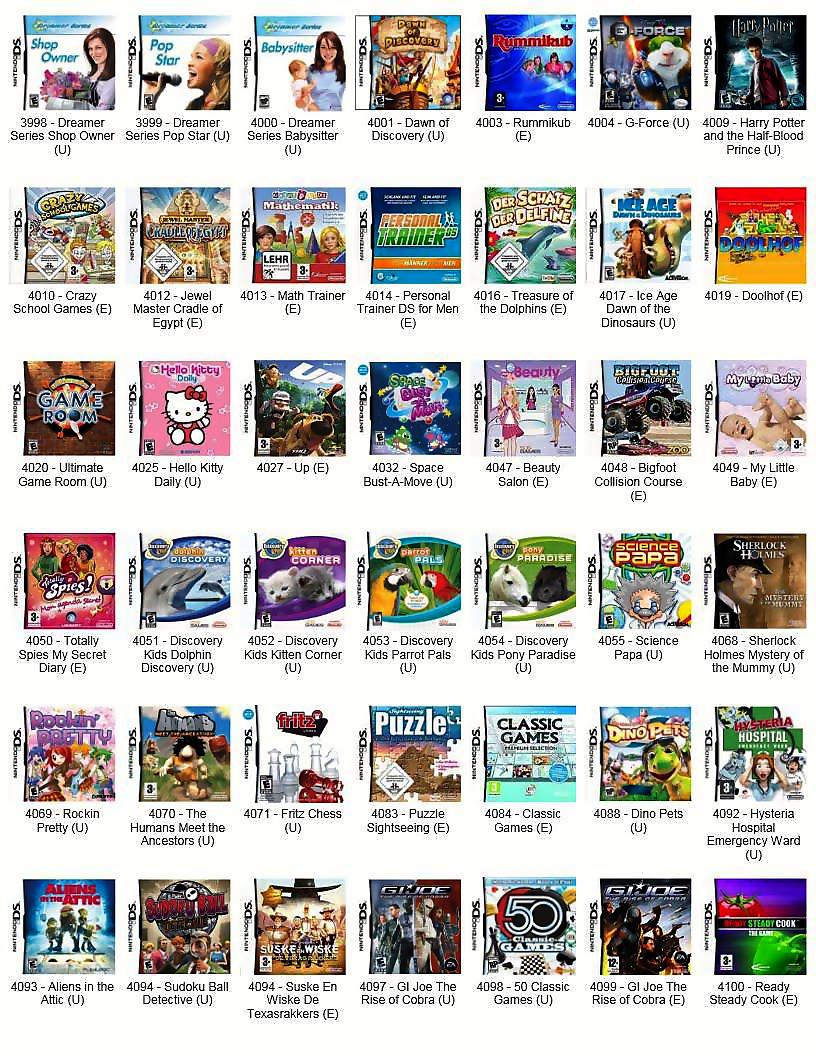 Dreamer Series
Shop Owner
NINTENDO DS
3998 - Dreamer
Series Shop Owner
(U)
Dreamer Series
Pop Star
NINTENDO DS
3999 - Dreamer
Series Pop Star (U)
Dreamer Series
Babysitter
NINTENDO DS
4000 - Dreamer
Series Babysitter
(U)
Dawn of Discovery
NINTENDO DS
4001 - Dawn of
Discovery (U)
Rummikub
NINTENDO DS
4003 - Rummikub
(E)
G-FORCE
NINTENDO DS
4004 - G-Force (U)
Harry Potter
NINTENDO DS
4009 - Harry Potter
and the Half-Blood
Prince (U)
CRAZY
SCHOOL GAMES
NINTENDO DS
4010 - Crazy
School Games (E)
JEWEL MASTER
CRADLE OF EGYPT
NINTENDO DS
4012 - Jewel
Master Cradle of
Egypt (E)
Mathematik
LEHR
NINTENDO DS
4013 - Math Trainer
(E)
PERSONAL
TRAINER DS
MÄNNER
MEN
NINTENDO DS
4014 - Personal
Trainer DS for Men
(E)
DER SCHATZ
DER DELFINE
NINTENDO DS
4016 - Treasure of
the Dolphins (E)
ICE AGE
DAWN OF THE DINOSAURS
ACTIVISION
NINTENDO DS
4017 - Ice Age
Dawn of the
Dinosaurs (U)
DOOLHOF
4019 - Doolhof (E)
GAME
ROOM
NINTENDO DS
4020 - Ultimate
Game Room (U)
Hello Kitty
Daily
NINTENDO DS
4025 - Hello Kitty
Daily (U)
UP
NINTENDO DS
4027 - Up (E)
SPACE
BUST A
MOVE
NINTENDO DS
4032 - Space
Bust-A-Move (U)
Beauty
NINTENDO DS
4047 - Beauty
Salon (E)
BIGFOOT
Collision Course
ZOO
NINTENDO DS
4048 - Bigfoot
Collision Course
(E)
My Little Baby
NINTENDO DS
4049 - My Little
Baby (E)
Totally
Spies!
Mon agenda secret
NINTENDO DS
4050 - Totally
Spies My Secret
Diary (E)
Discovery
dolphin
DISCOVERY
NINTENDO DS
4051 - Discovery
Kids Dolphin
Discovery (U)
Discovery
kitten
CORNER
NINTENDO DS
4052 - Discovery
Kids Kitten Corner
(U)
Discovery
parrot
PALS
NINTENDO DS
4053 - Discovery
Kids Parrot Pals
(U)
Discovery
pony
PARADISE
NINTENDO DS
4054 - Discovery
Kids Pony Paradise
(U)
science
PAPA
NINTENDO DS
4055 - Science
Papa (U)
SHERLOCK
HOLMES
MYSTERY
OF THE MUMMY
NINTENDO DS
4068 - Sherlock
Holmes Mystery of
the Mummy (U)
Rockin'
PRETTY
NINTENDO DS
4069 - Rockin
Pretty (U)
THE Humans
MEET THE ANCESTORS!
NINTENDO DS
4070 - The
Humans Meet the
Ancestors (U)
fritz
NINTENDO DS
4071 - Fritz Chess
(U)
Sightseeing
Puzzle
NINTENDO DS
4083 - Puzzle
Sightseeing (E)
CLASSIC
GAMES
PREMIUM SELECTION
NINTENDO DS
4084 - Classic
Games (E)
DINO PETS
NINTENDO DS
4088 - Dino Pets
(U)
HYSTERIA
HOSPITAL
EMERGENCY WARD
NINTENDO DS
4092 - Hysteria
Hospital
Emergency Ward
(U)
ALIENS
IN THE ATTIC
NINTENDO DS
4093 - Aliens in the
Attic (U)
SUDOKU BALL
DETECTIVE
NINTENDO DS
4094 - Sudoku Ball
Detective (U)
SUSKE EN WISKE
DE TEXASRAKKERS
NINTENDO DS
4094 - Suske En
Wiske De
Texasrakkers (E)
G.I. JOE
THE RISE OF COBRA
NINTENDO DS
4097 - GI Joe The
Rise of Cobra (U)
50
Classic
GAMES
NINTENDO DS
4098 - 50 Classic
Games (U)
G.I. JOE
THE RISE OF COBRA
NINTENDO DS
4099 - GI Joe The
Rise of Cobra (E)
READY STEADY COOK
THE GAME
NINTENDO DS
4100 - Ready
Steady Cook (E)